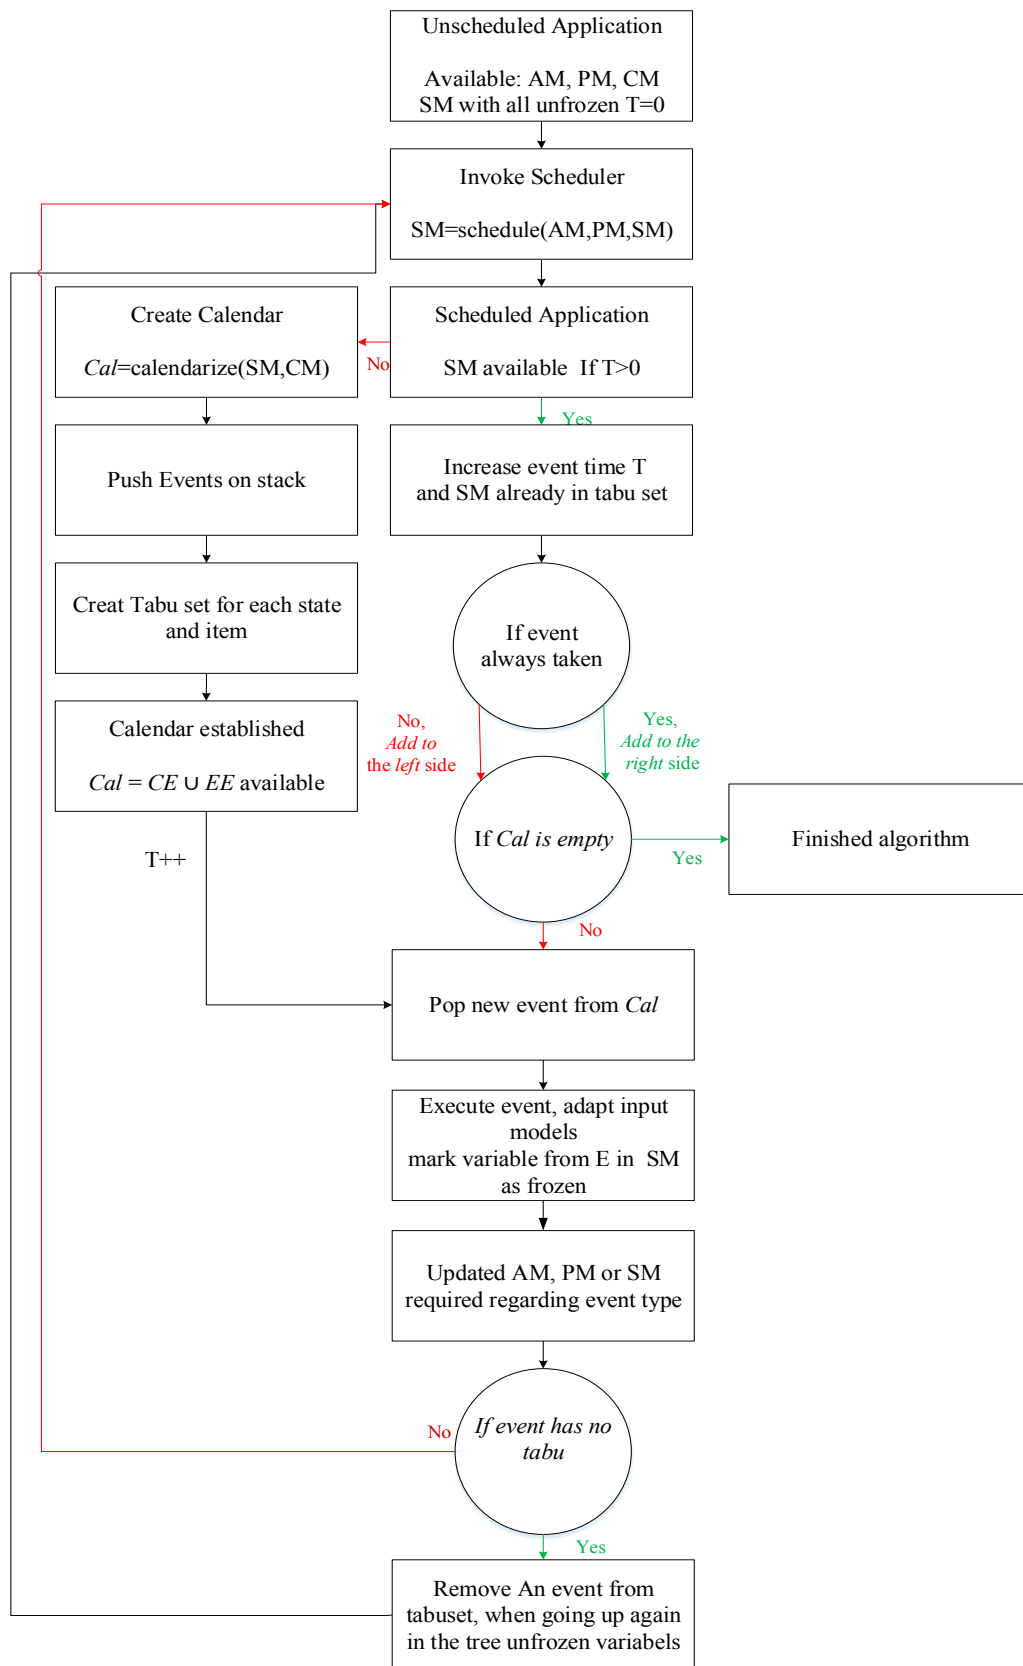 Unscheduled Application
Available: AM, PM, CM
SM with all unfrozen T=0
Invoke Scheduler
SM=schedule(AM,PM,SM)
Create Calendar
Cal=calendarize(SM,CM)
No
Scheduled Application
SM available If T>0
Yes
Push Events on stack
Increase event time T
and SM already in tabu set
Creat Tabu set for each state
and item
If event
always taken
Calendar established
Cal = CE ∪ EE available
No,
Add to
the left side
Yes,
Add to the
right side
T++
If Cal is empty
Yes
Finished algorithm
No
Pop new event from Cal
Execute event, adapt input
models
mark variable from E in SM
as frozen
Updated AM, PM or SM
required regarding event type
No
If event has no
tabu
Yes
Remove An event from
tabuset, when going up again
in the tree unfrozen variabels